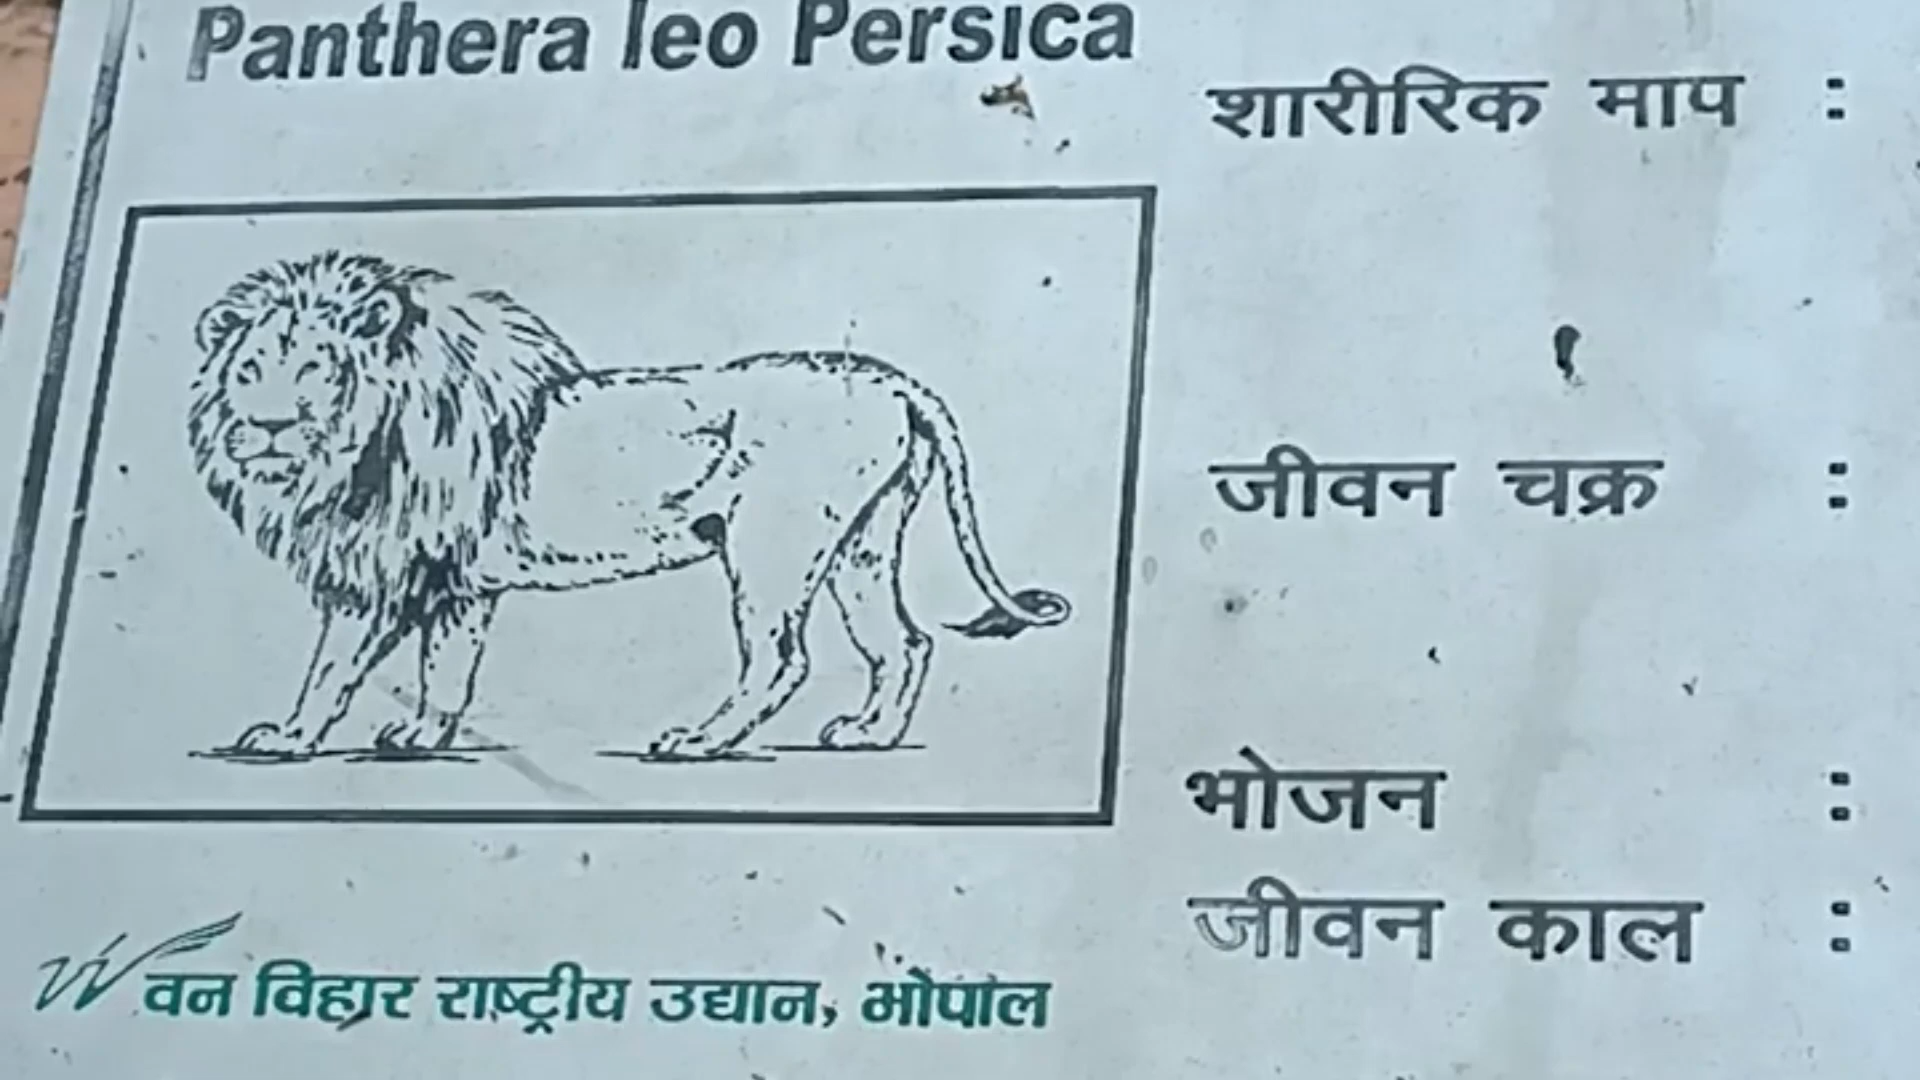 Panthera leo Persica
शारीरिक माप :
जीवन चक्र :
भोजन :
जीवन काल :
वन विहार राष्ट्रीय उद्यान, भोपाल